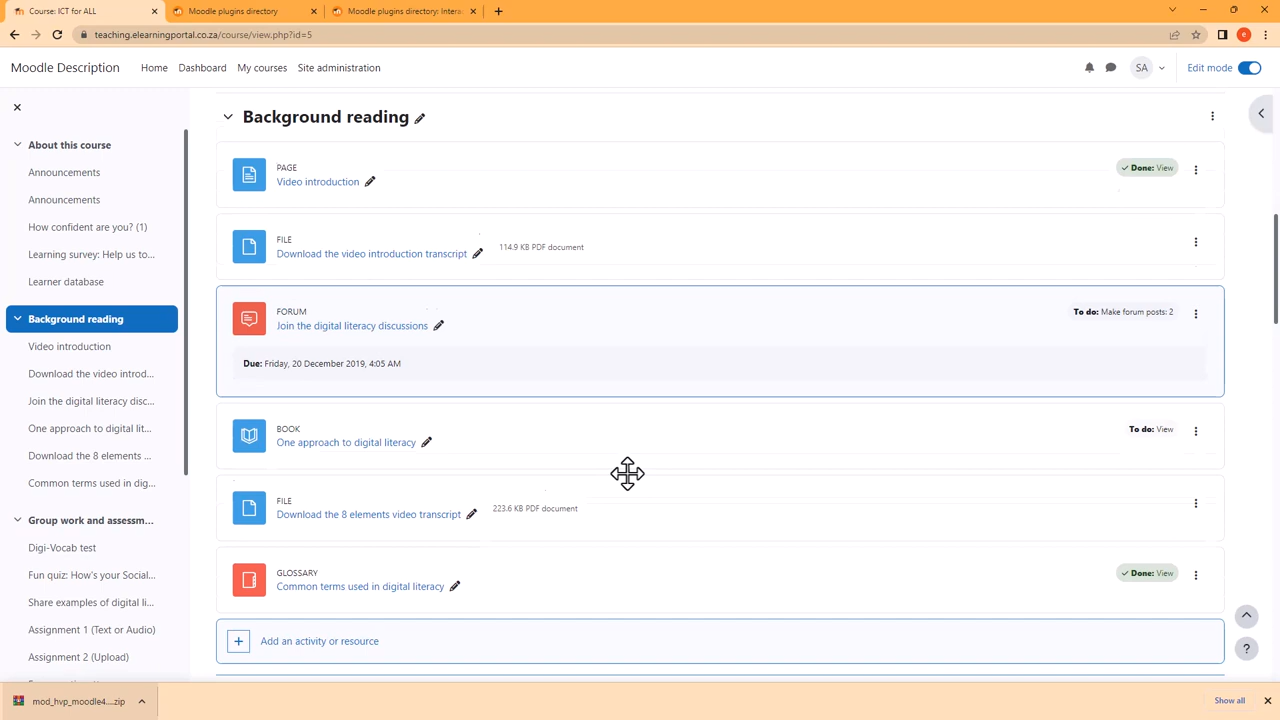 Course: ICT for ALL
Moodle plugins directory
Moodle plugins directory: Intera
teaching.elearningportal.co.za/course/view.php?id=5
e
Moodle Description
Home
Dashboard
My courses
Site administration
SA
Edit mode
About this course
Announcements
Announcements
How confident are you? (1)
Learning survey: Help us to...
Learner database
Background reading
Video introduction
Download the video introd...
Join the digital literacy disc...
One approach to digital lit...
Download the 8 elements ...
Common terms used in dig...
Group work and assessm...
Digi-Vocab test
Fun quiz: How's your Social...
Share examples of digital li...
Assignment 1 (Text or Audio)
Assignment 2 (Upload)
Background reading
PAGE
Video introduction
Done: View
FILE
Download the video introduction transcript
114.9 KB PDF document
FORUM
Join the digital literacy discussions
To do: Make forum posts: 2
Due: Friday, 20 December 2019, 4:05 AM
BOOK
One approach to digital literacy
To do: View
FILE
Download the 8 elements video transcript
223.6 KB PDF document
GLOSSARY
Common terms used in digital literacy
Done: View
Add an activity or resource
?
mod_hvp_moodle4....zip
Show all